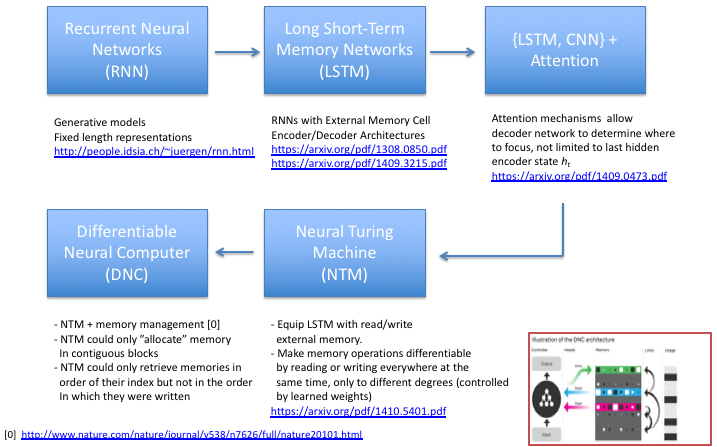 Recurrent Neural
Networks
(RNN)
Long Short-Term
Memory Networks
(LSTM)
{LSTM, CNN} +
Attention
Generative models
Fixed length representations
http://people.idsia.ch/~juergen/rnn.html
RNNs with External Memory Cell
Encoder/Decoder Architectures
https://arxiv.org/pdf/1308.0850.pdf
https://arxiv.org/pdf/1409.3215.pdf
Attention mechanisms allow
decoder network to determine where
to focus, not limited to last hidden
encoder state hₜ
https://arxiv.org/pdf/1409.0473.pdf
Differentiable
Neural Computer
(DNC)
Neural Turing
Machine
(NTM)
- NTM + memory management [0]
- NTM could only ”allocate” memory
In contiguous blocks
- NTM could only retrieve memories in
order of their index but not in the order
In which they were written
- Equip LSTM with read/write
external memory.
- Make memory operations differentiable
by reading or writing everywhere at the
same time, only to different degrees (controlled
by learned weights)
https://arxiv.org/pdf/1410.5401.pdf
Illustration of the DNC architecture
Controller Heads Memory Links Usage
Output
Input
[0] http://www.nature.com/nature/journal/v538/n7626/full/nature20101.html